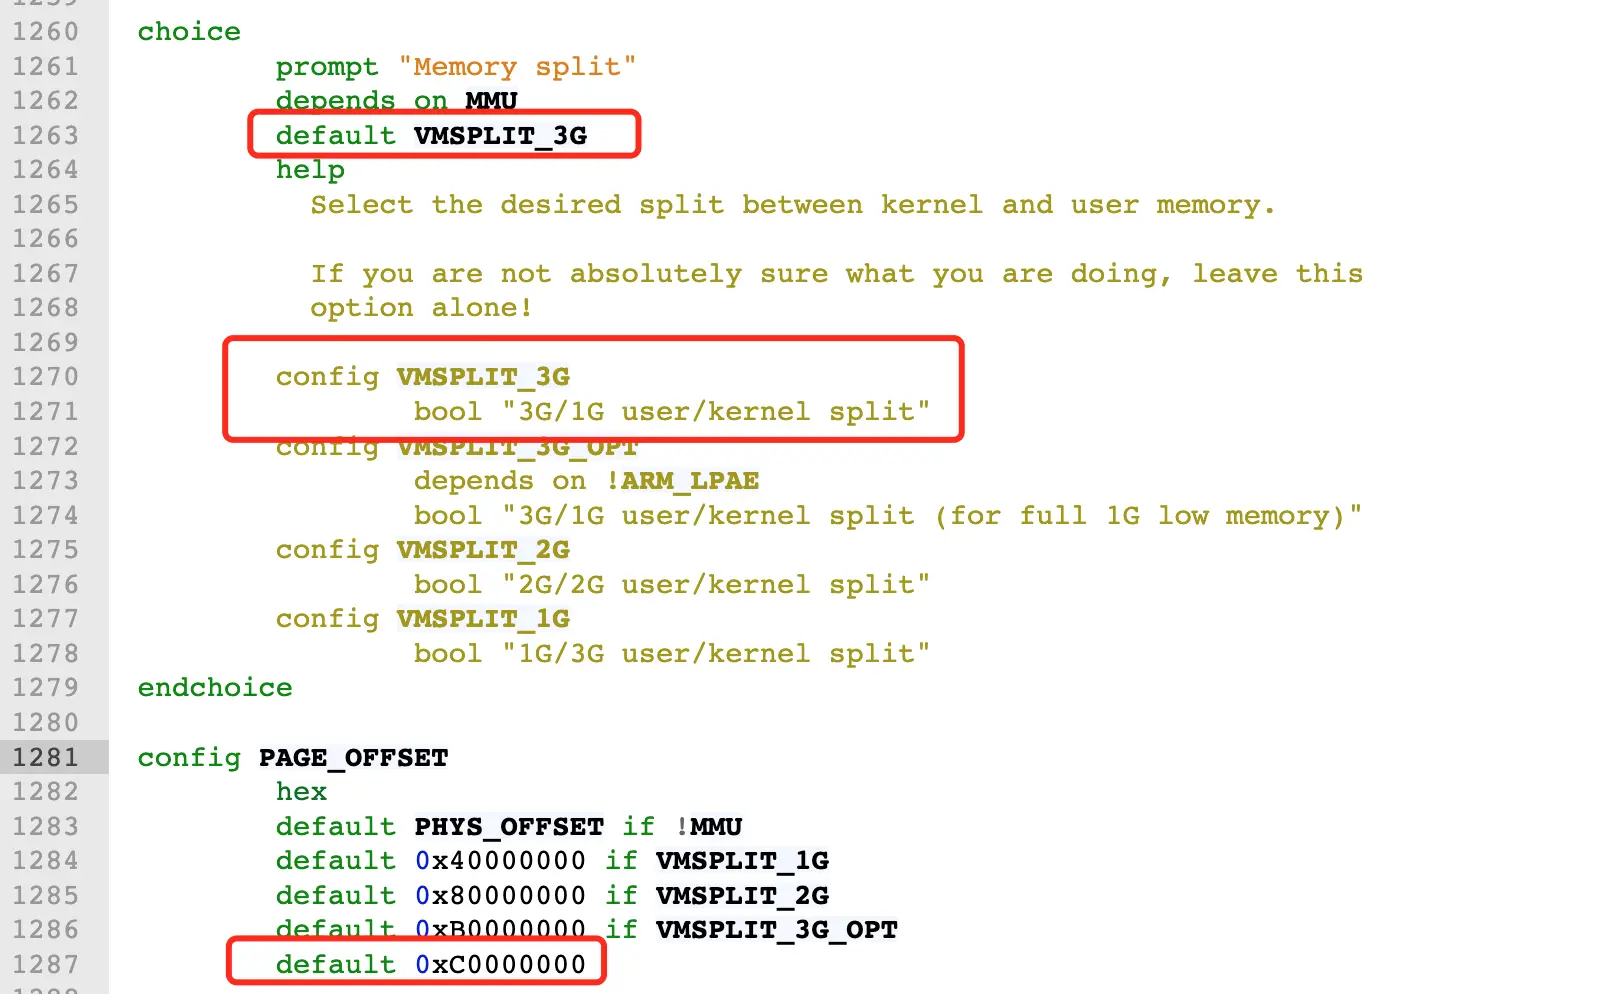 1259
1260 choice
1261 prompt "Memory split"
1262 depends on MMU
1263 default VMSPLIT_3G
1264 help
1265 Select the desired split between kernel and user memory.
1266
1267 If you are not absolutely sure what you are doing, leave this
1268 option alone!
1269
1270 config VMSPLIT_3G
1271 bool "3G/1G user/kernel split"
1272 config VMSPLIT_3G_OPT
1273 depends on !ARM_LPAE
1274 bool "3G/1G user/kernel split (for full 1G low memory)"
1275 config VMSPLIT_2G
1276 bool "2G/2G user/kernel split"
1277 config VMSPLIT_1G
1278 bool "1G/3G user/kernel split"
1279 endchoice
1280
1281 config PAGE_OFFSET
1282 hex
1283 default PHYS_OFFSET if !MMU
1284 default 0x40000000 if VMSPLIT_1G
1285 default 0x80000000 if VMSPLIT_2G
1286 default 0xB0000000 if VMSPLIT_3G_OPT
1287 default 0xC0000000
1288